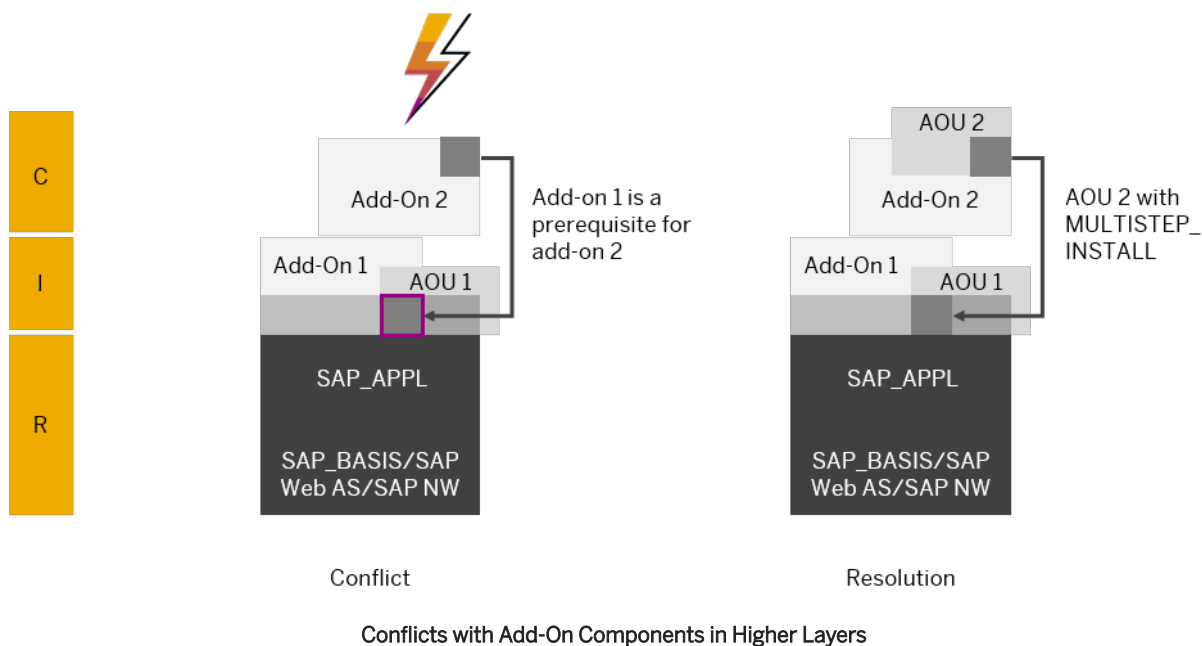 C
I
R
Add-On 2
Add-on 1 is a
prerequisite for
add-on 2
Add-On 1
AOU 1
SAP_APPL
SAP_BASIS/SAP
Web AS/SAP NW
Conflict
AOU 2
Add-On 2
AOU 2 with
MULTISTEP_
INSTALL
Add-On 1
AOU 1
SAP_APPL
SAP_BASIS/SAP
Web AS/SAP NW
Resolution
Conflicts with Add-On Components in Higher Layers